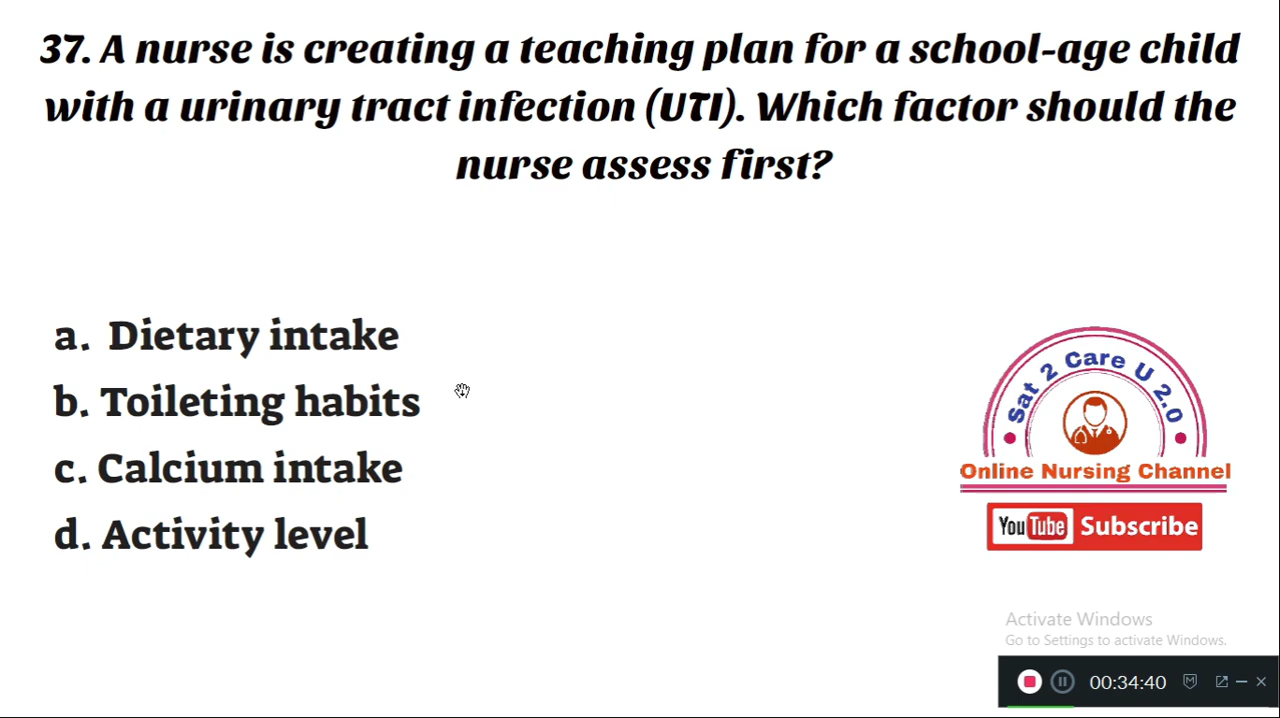 37. A nurse is creating a teaching plan for a school-age child
with a urinary tract infection (UTI). Which factor should the
nurse assess first?
a. Dietary intake
b. Toileting habits
c. Calcium intake
d. Activity level
Sat 2 Care U 2.0
Online Nursing Channel
YouTube Subscribe
Activate Windows
Go to Settings to activate Windows.
00:34:40